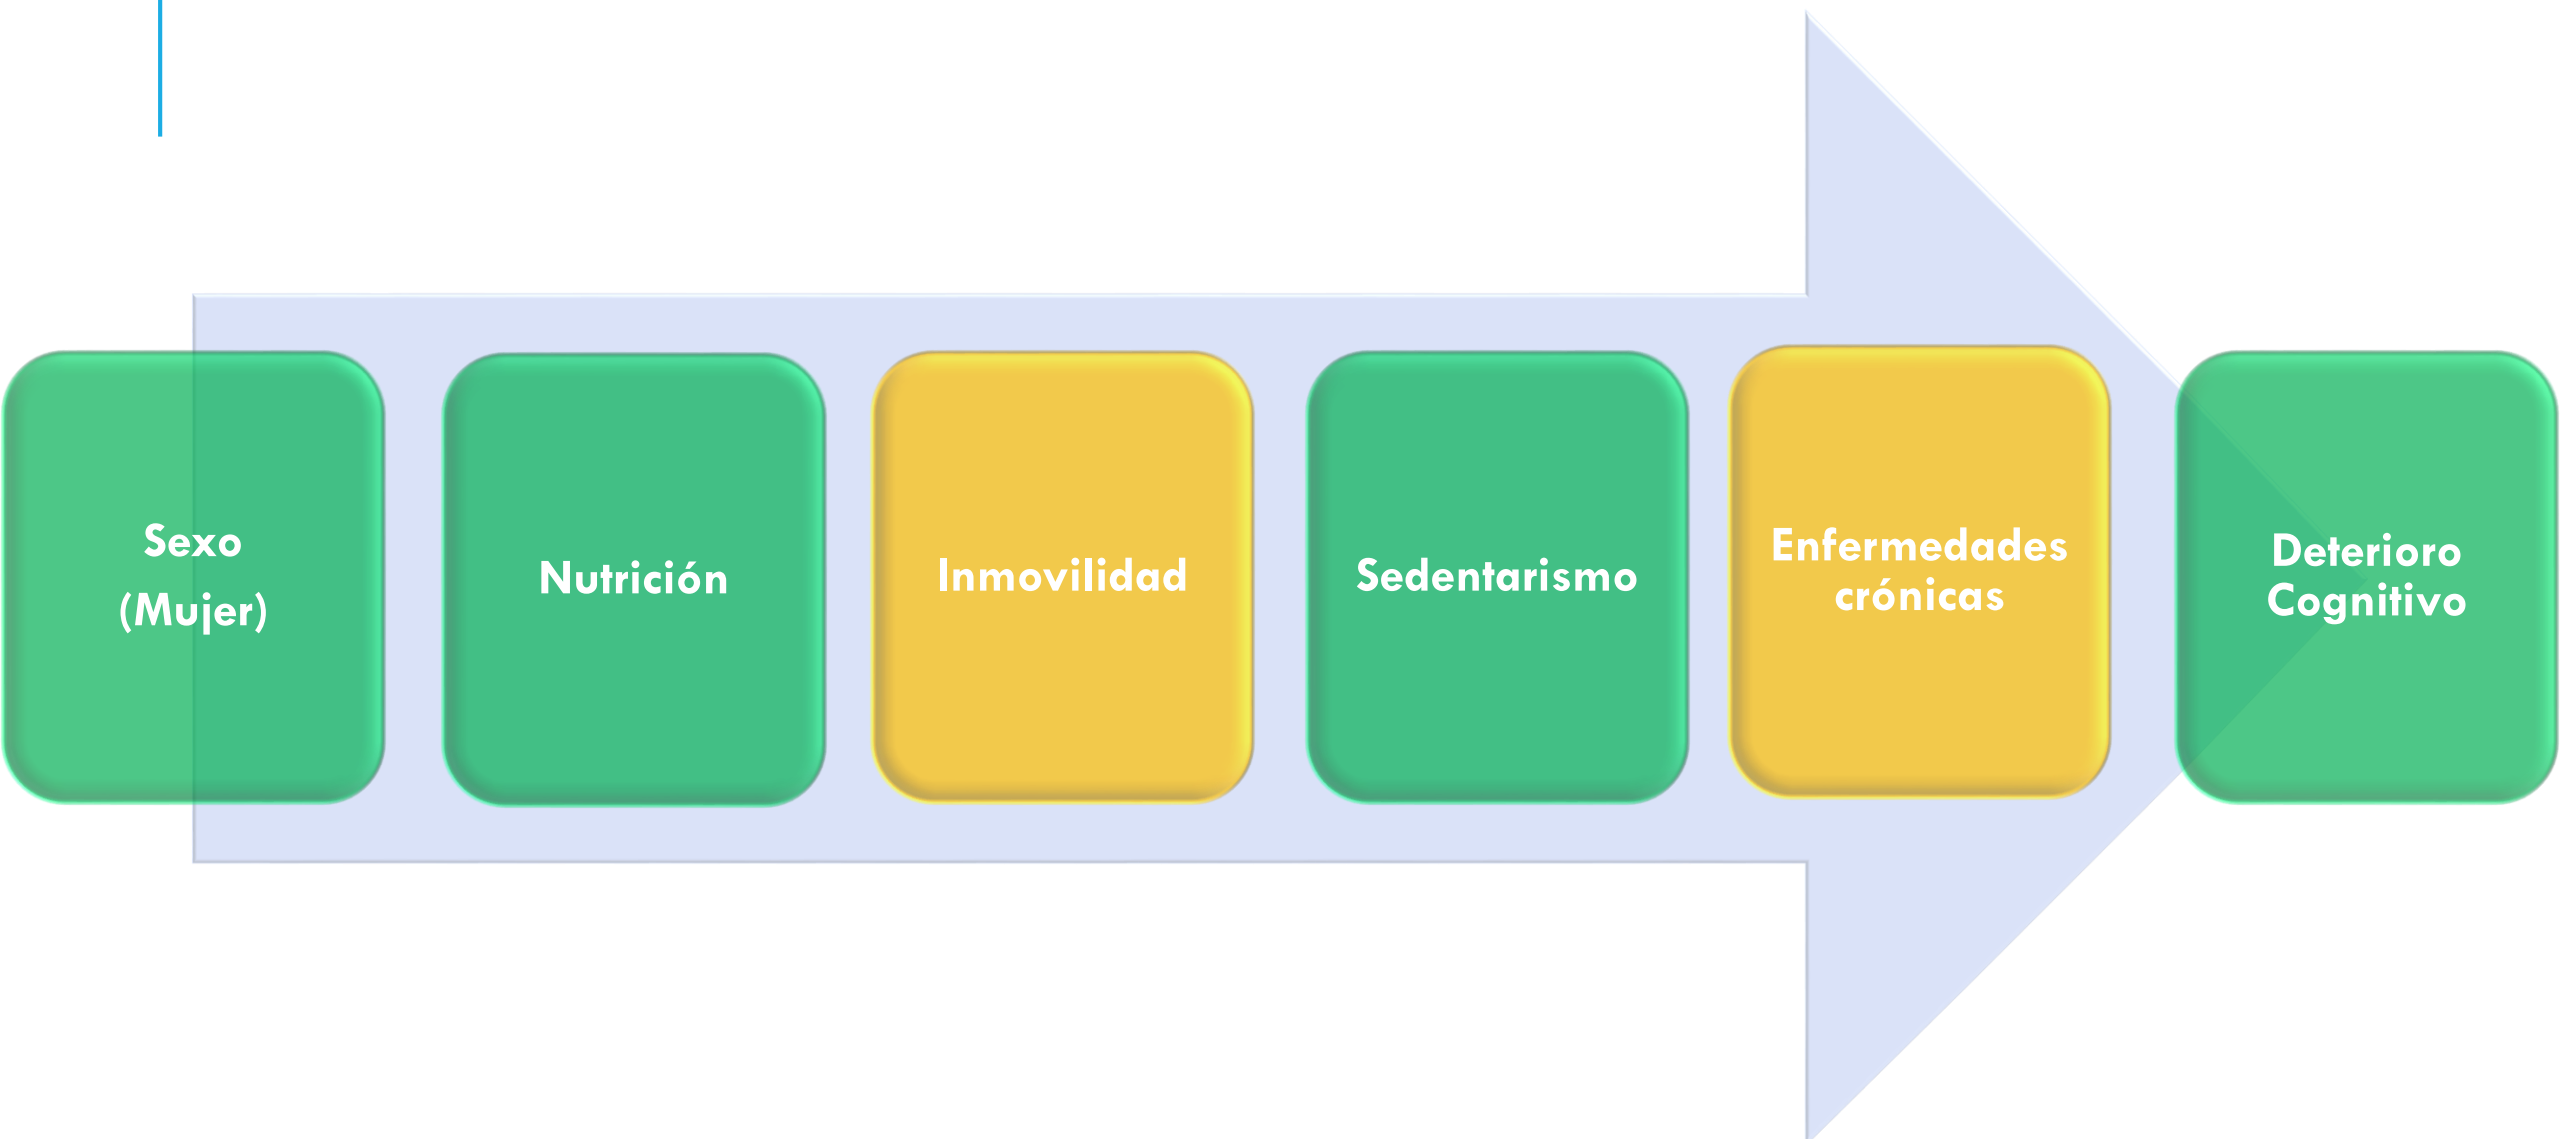 Sexo
(Mujer)
Nutrición
Inmovilidad
Sedentarismo
Enfermedades
crónicas
Deterioro
Cognitivo